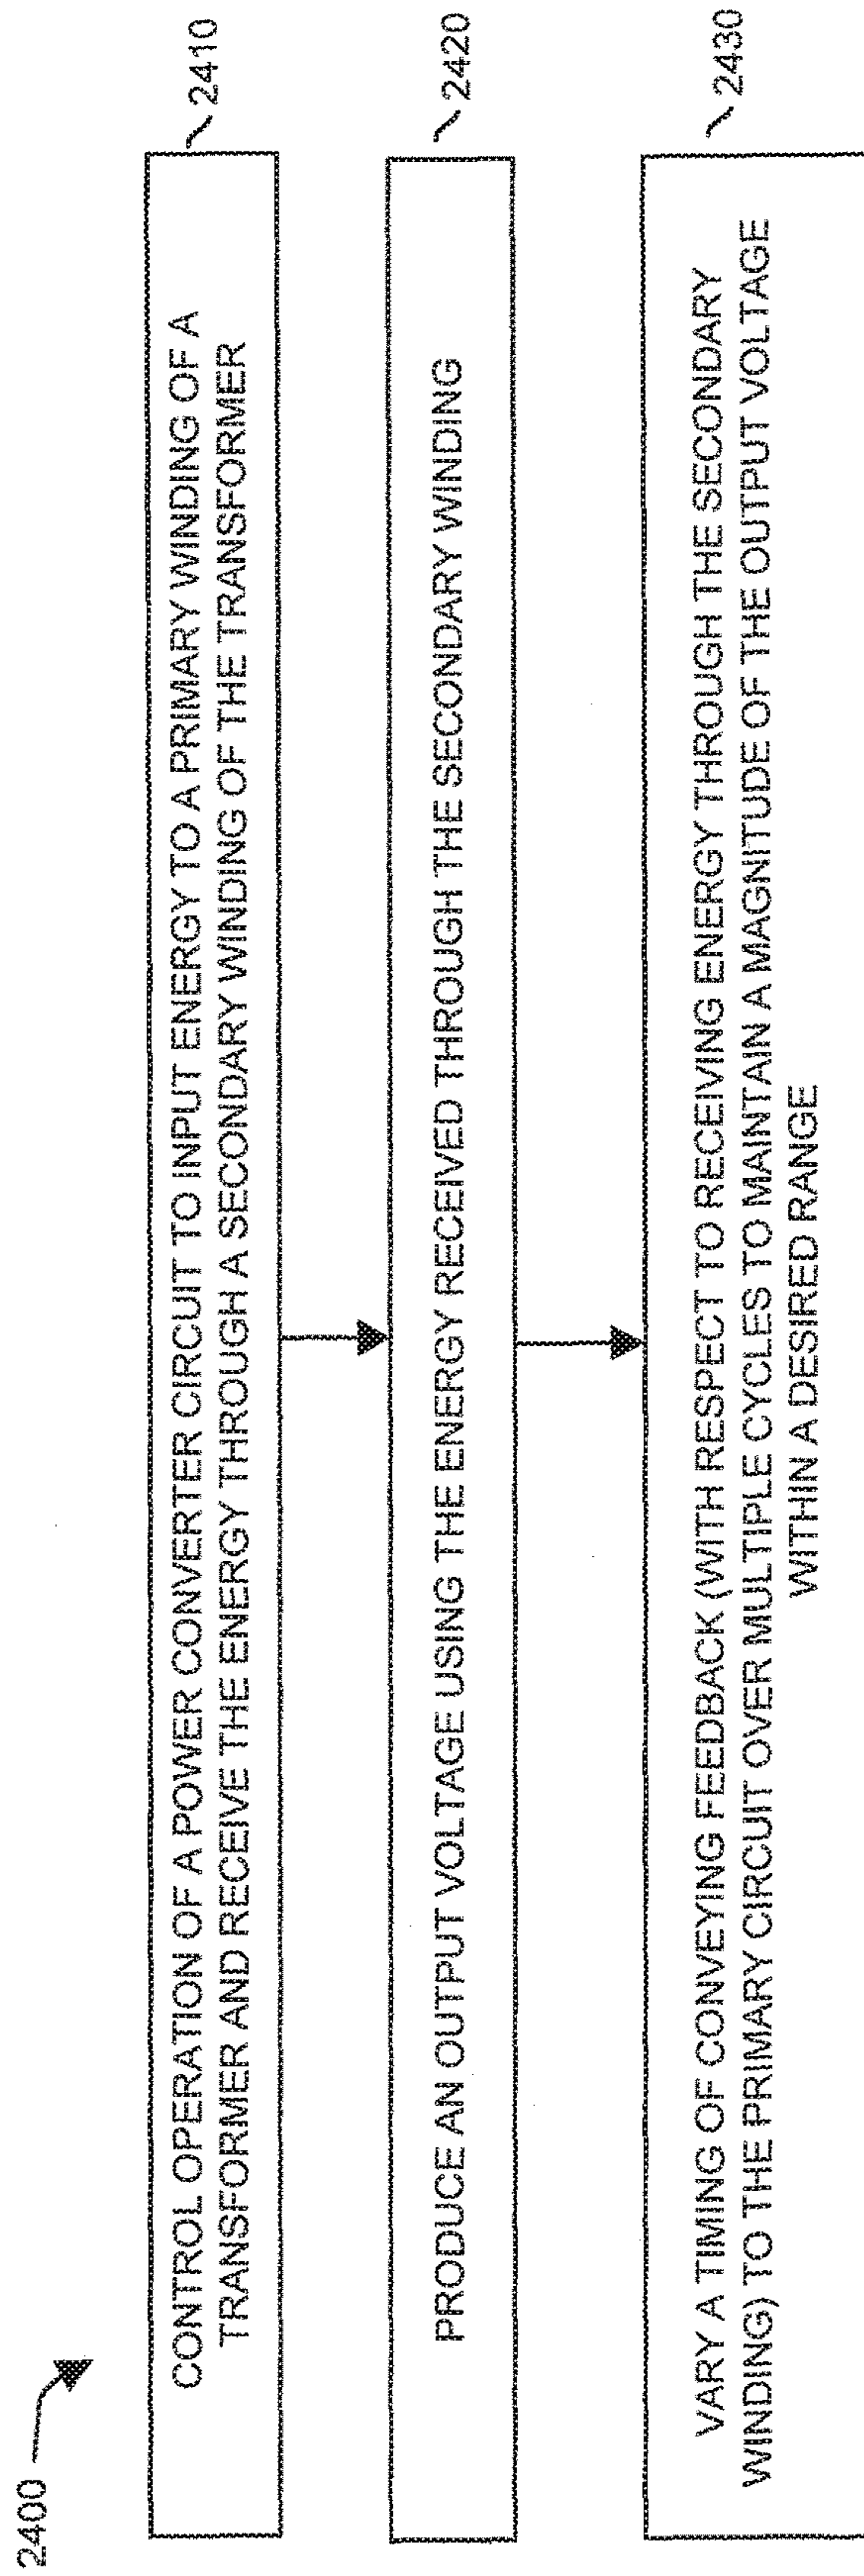 2400
CONTROL OPERATION OF A POWER CONVERTER CIRCUIT TO INPUT ENERGY TO A PRIMARY WINDING OF A
TRANSFORMER AND RECEIVE THE ENERGY THROUGH A SECONDARY WINDING OF THE TRANSFORMER
2410
PRODUCE AN OUTPUT VOLTAGE USING THE ENERGY RECEIVED THROUGH THE SECONDARY WINDING
2420
VARY A TIMING OF CONVEYING FEEDBACK (WITH RESPECT TO RECEIVING ENERGY THROUGH THE SECONDARY
WINDING) TO THE PRIMARY CIRCUIT OVER MULTIPLE CYCLES TO MAINTAIN A MAGNITUDE OF THE OUTPUT VOLTAGE
WITHIN A DESIRED RANGE
2430